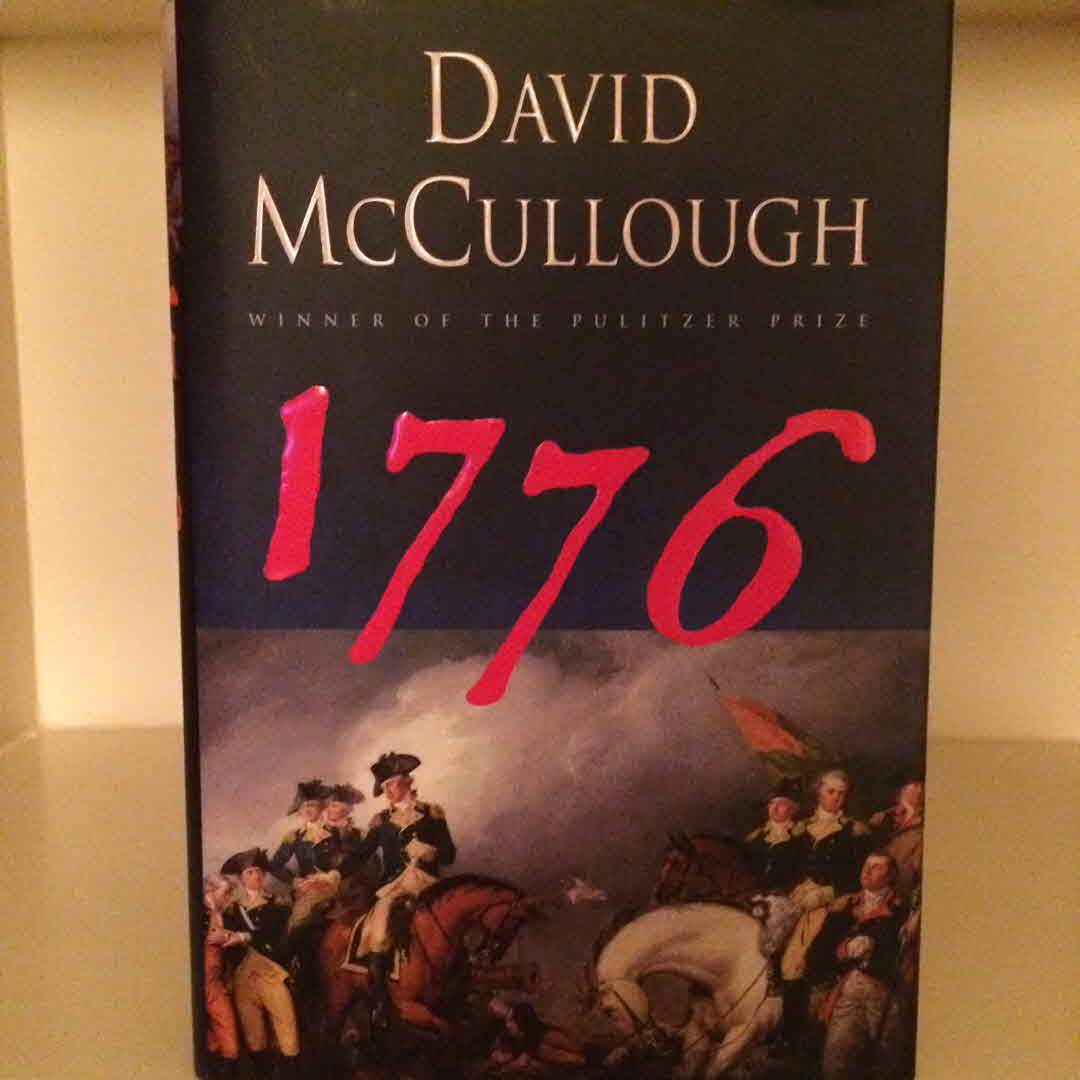 DAVID
MCCULLOUGH
WINNER OF THE PULITZER PRIZE
1776